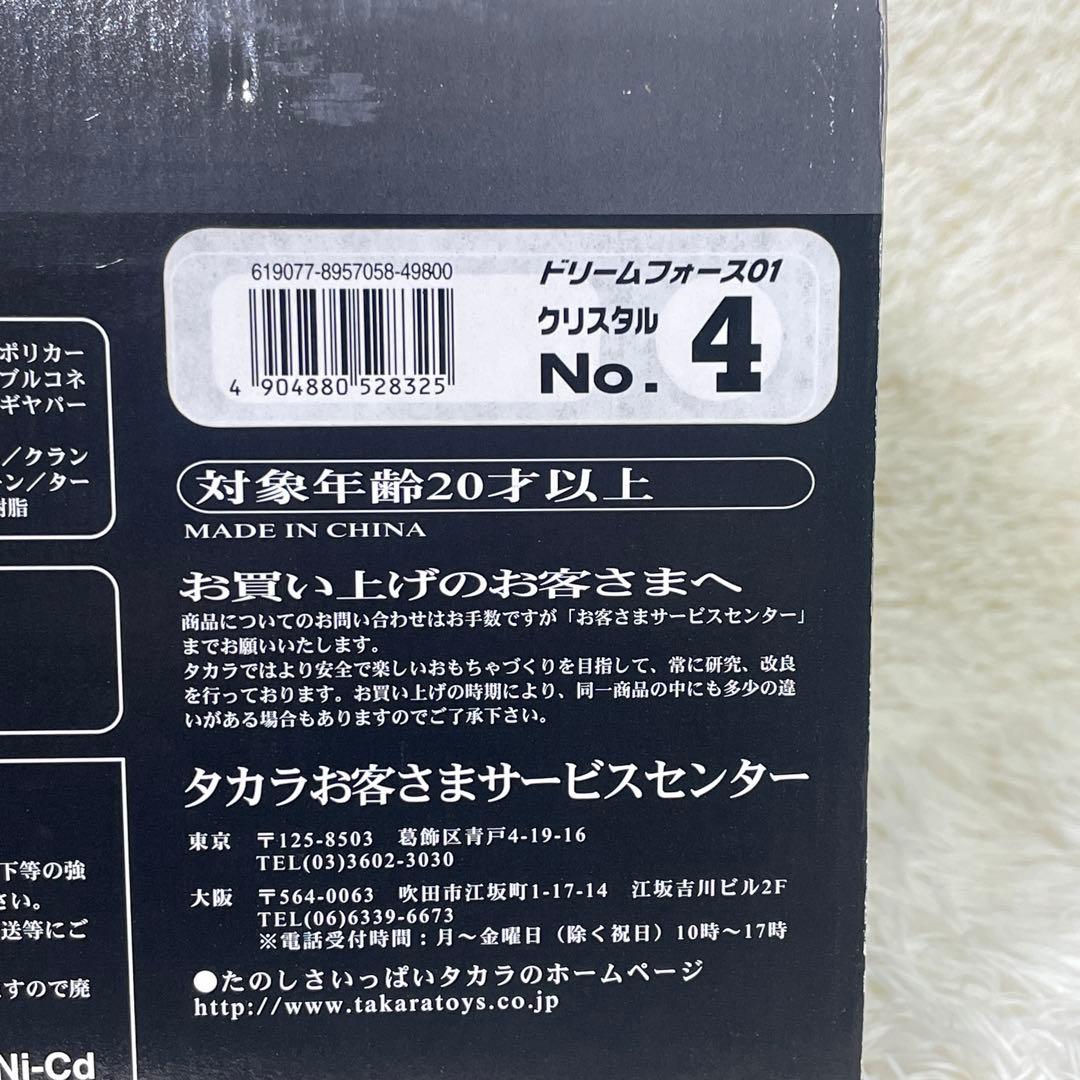 619077-8957058-49800
4 904880 528325
ドリームフォース01
クリスタル
No. 4
ポリカー
ブルコネ
ギヤパー
／クラン
ーン／ター
樹脂
対象年齢20才以上
MADE IN CHINA
お買い上げのお客さまへ
商品についてのお問い合わせはお手数ですが「お客さまサービスセンター」
までお願いいたします。
タカラではより安全で楽しいおもちゃづくりを目指して、常に研究、改良
を行っております。お買い上げの時期により、同一商品の中にも多少の違
いがある場合もありますのでご了承下さい。
タカラお客さまサービスセンター
東京 〒125-8503 葛飾区青戸4-19-16
TEL(03)3602-3030
大阪 〒564-0063 吹田市江坂町1-17-14 江坂吉川ビル2F
TEL(06)6339-6673
※電話受付時間：月～金曜日（除く祝日）10時～17時
●たのしさいっぱいタカラのホームページ
http://www.takaratoys.co.jp
下等の強
さい。
送等にご
すので廃
Ni-Cd